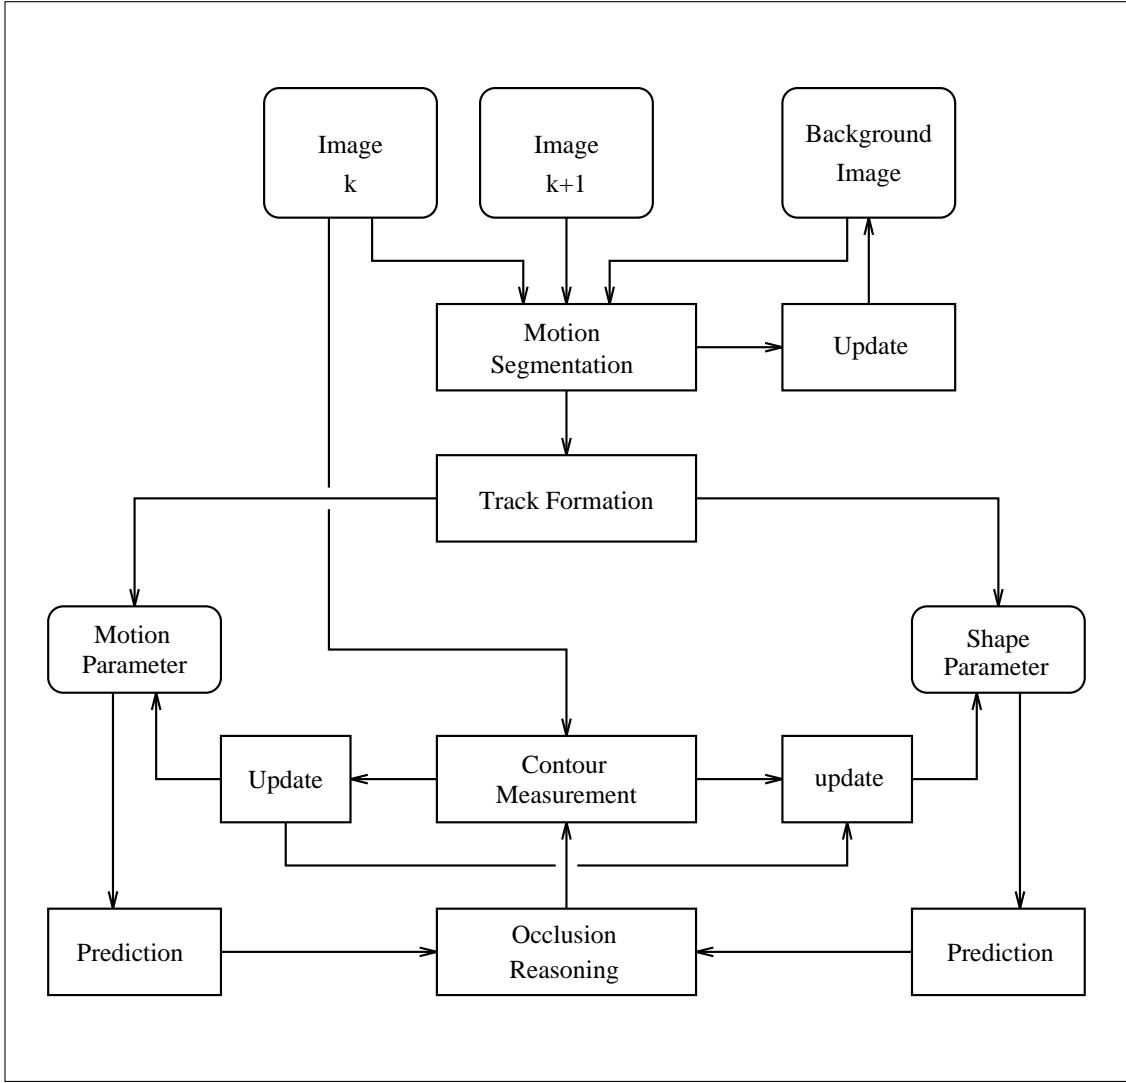 Image
k
Image
k+1
Background
Image
Motion
Segmentation
Update
Track Formation
Motion
Parameter
Shape
Parameter
Update
Contour
Measurement
update
Prediction
Occlusion
Reasoning
Prediction